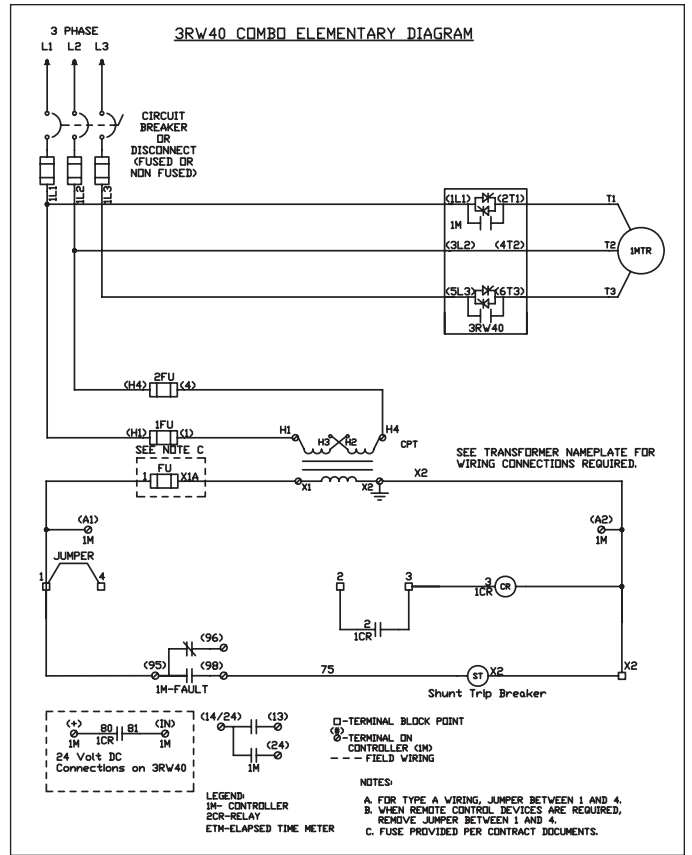 3RW40 COMBO ELEMENTARY DIAGRAM
3 PHASE
L1 L2 L3
CIRCUIT
BREAKER
OR
DISCONNECT
(FUSED OR
NON FUSED)
1L1 1L2 1L3
(1L1) (2T1) T1
1M
(3L2) (4T2) T2 1MTR
(5L3) (6T3) T3
3RW40
2FU
(H4) (4)
1FU
(H1) (1) H1 H3 H2 H4
CPT
SEE NOTE C
FU
1 X1A X1 X2 X2
SEE TRANSFORMER NAMEPLATE FOR
WIRING CONNECTIONS REQUIRED.
(A1) (A2)
1M 1M
JUMPER
1 4 2 3 3 CR
1CR
2
1CR
(96)
(95) (98) 75 ST X2 X2
1M-FAULT
Shunt Trip Breaker
(+) 80 81 (IN)
1M 1CR 1M
24 Volt DC
Connections on 3RW40
(14/24) (13)
(24)
1M
-TERMINAL BLOCK POINT
(#)
-TERMINAL ON
CONTROLLER (1M)
---- FIELD WIRING
LEGEND:
1M- CONTROLLER
2CR-RELAY
ETM-ELAPSED TIME METER
NOTES:
A. FOR TYPE A WIRING, JUMPER BETWEEN 1 AND 4.
B. WHEN REMOTE CONTROL DEVICES ARE REQUIRED,
REMOVE JUMPER BETWEEN 1 AND 4.
C. FUSE PROVIDED PER CONTRACT DOCUMENTS.